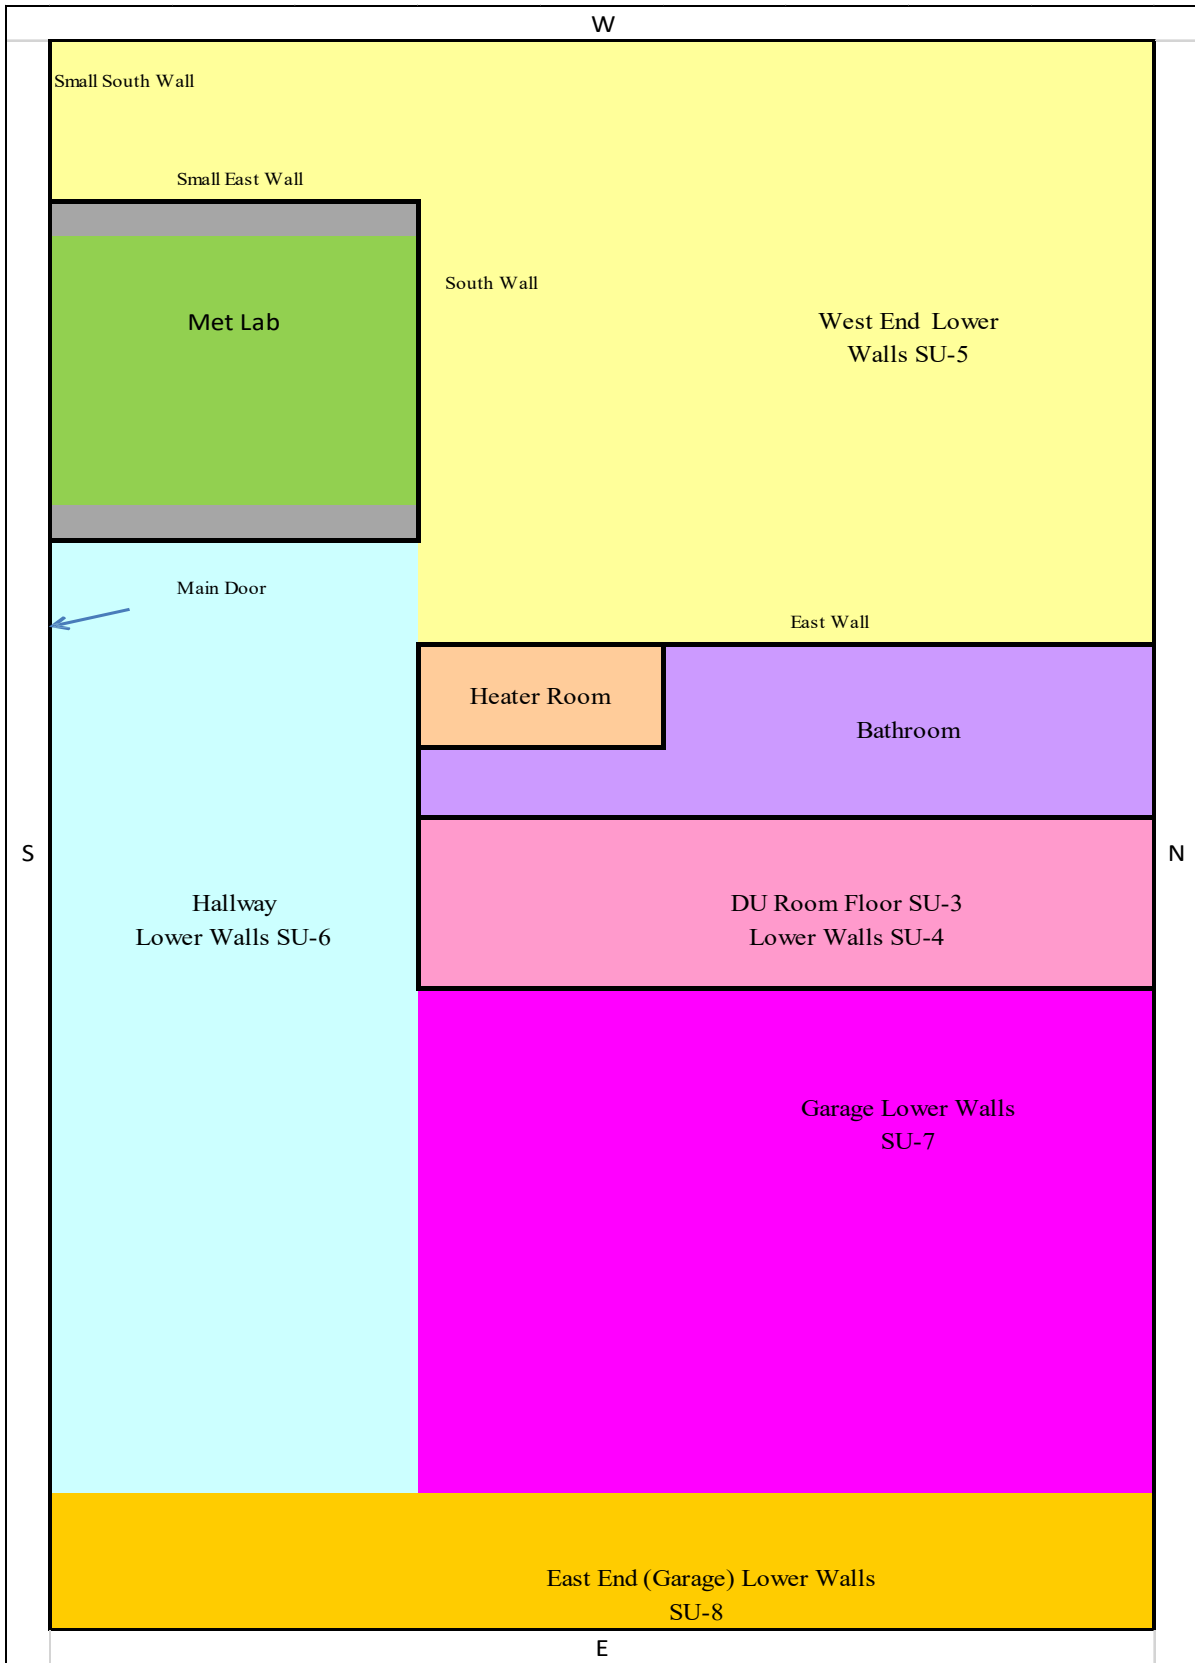 W
Small South Wall
Small East Wall
South Wall
Met Lab
West End Lower
Walls SU-5
Main Door
East Wall
Heater Room
Bathroom
S
N
Hallway
Lower Walls SU-6
DU Room Floor SU-3
Lower Walls SU-4
Garage Lower Walls
SU-7
East End (Garage) Lower Walls
SU-8
E